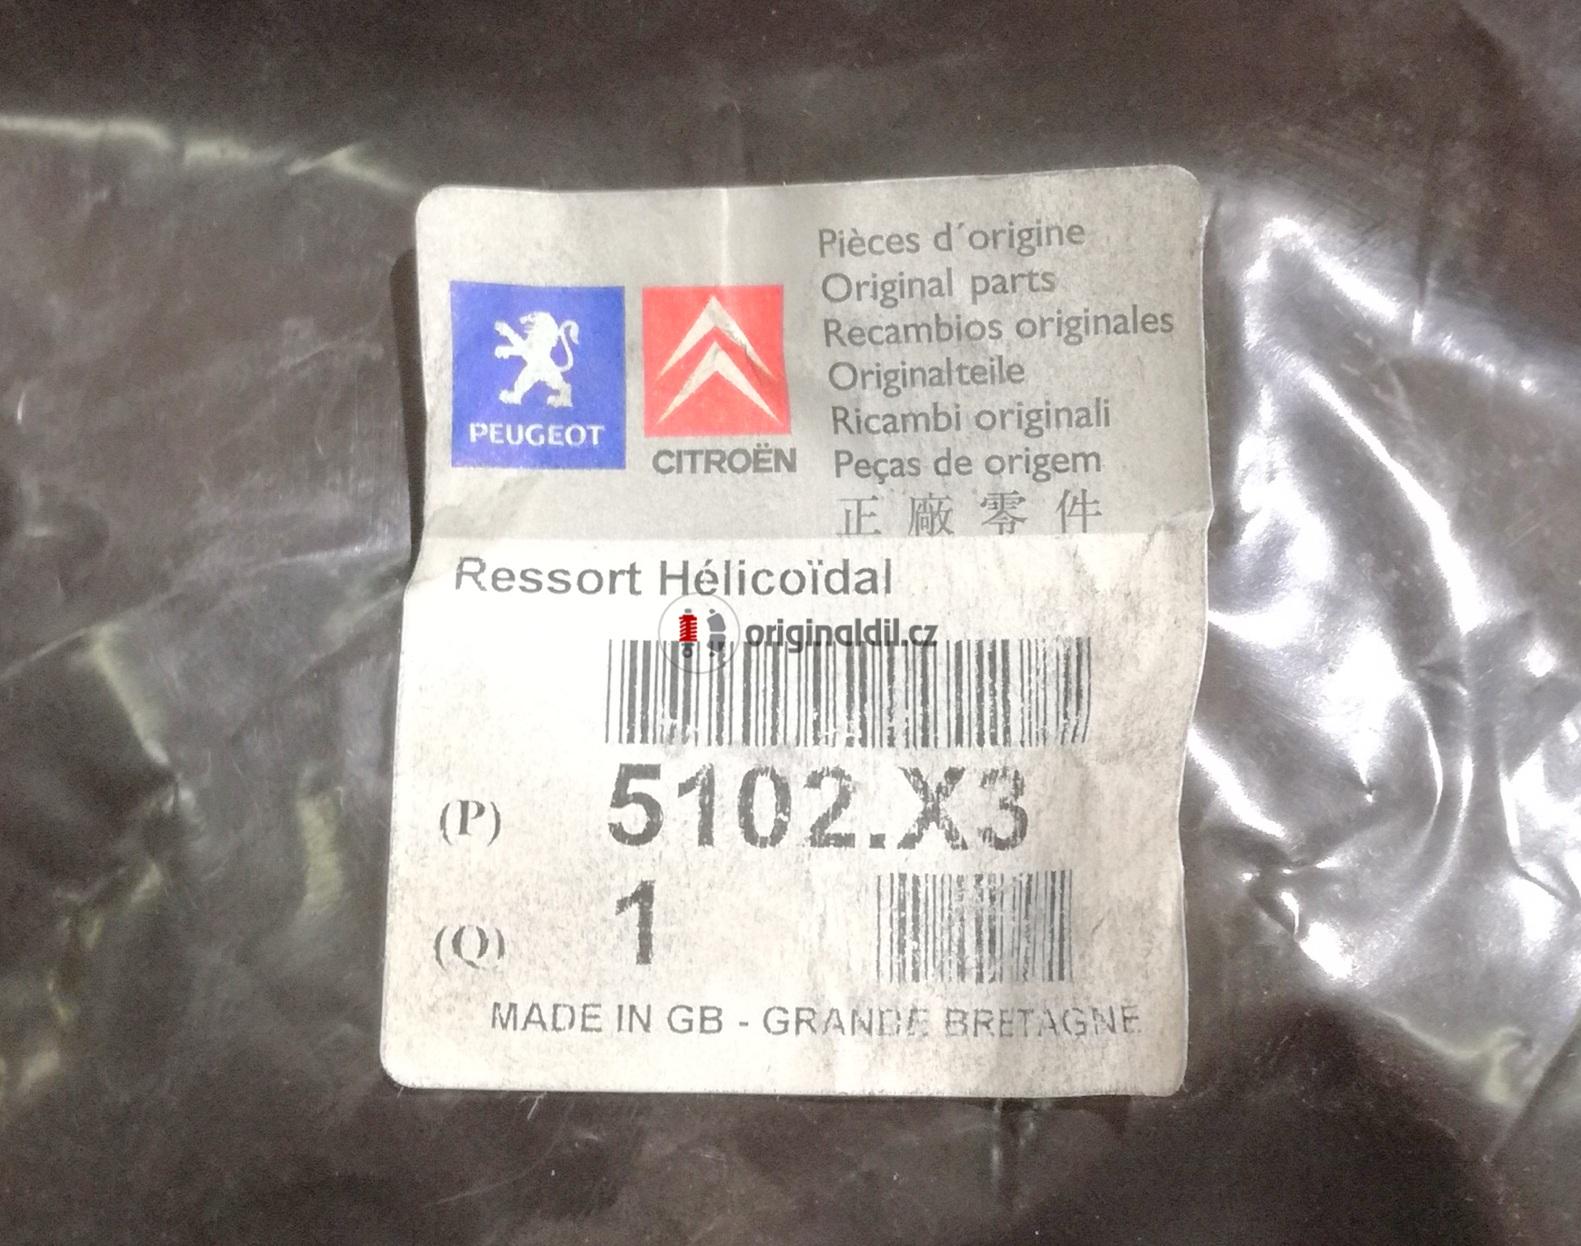 PEUGEOT
CITROËN
Pièces d´origine
Original parts
Recambios originales
Originalteile
Ricambi originali
Peças de origem
正廠零件
Ressort Hélicoïdal
originaldil.cz
(P) 5102.X3
(Q) 1
MADE IN GB - GRANDE BRETAGNE